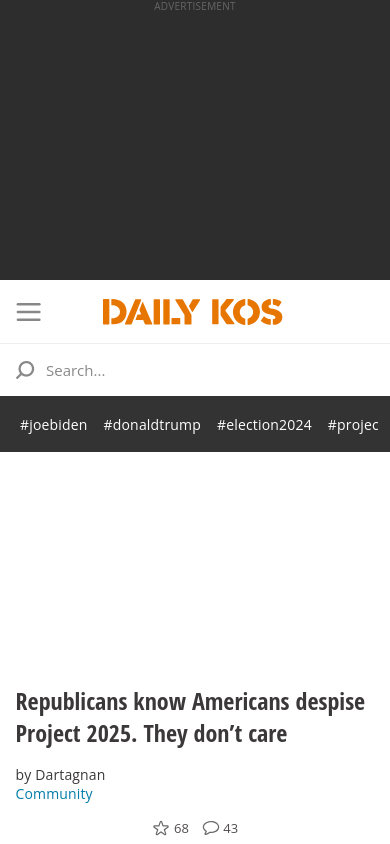 ADVERTISEMENT
DAILY KOS
Search...
#joebiden #donaldtrump #election2024 #projec
Republicans know Americans despise
Project 2025. They don’t care
by Dartagnan
Community
68 43